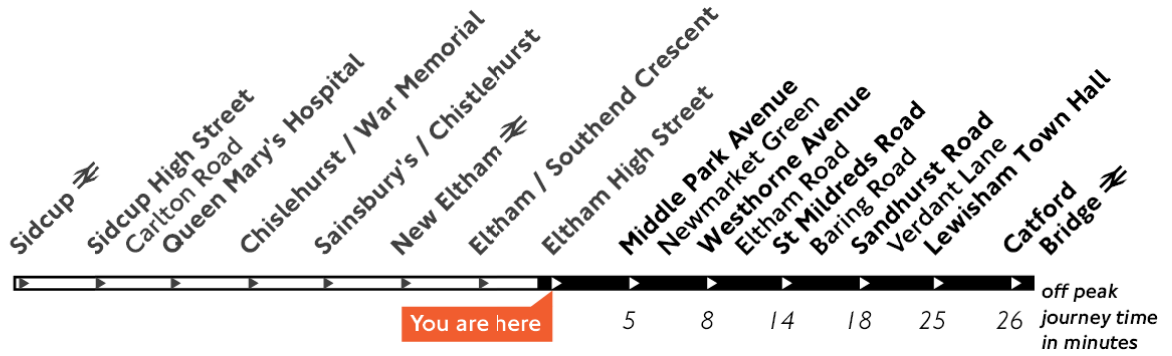 Sidcup
Sidcup High Street
Carlton Road
Queen Mary's Hospital
Chislehurst / War Memorial
Sainsbury's / Chistlehurst
New Eltham
Eltham / Southend Crescent
Eltham High Street
Middle Park Avenue
Newmarket Green
Westhorne Avenue
Eltham Road
St Mildreds Road
Baring Road
Sandhurst Road
Verdant Lane
Lewisham Town Hall
Catford
Bridge
You are here
5 8 14 18 25 26
off peak
journey time
in minutes